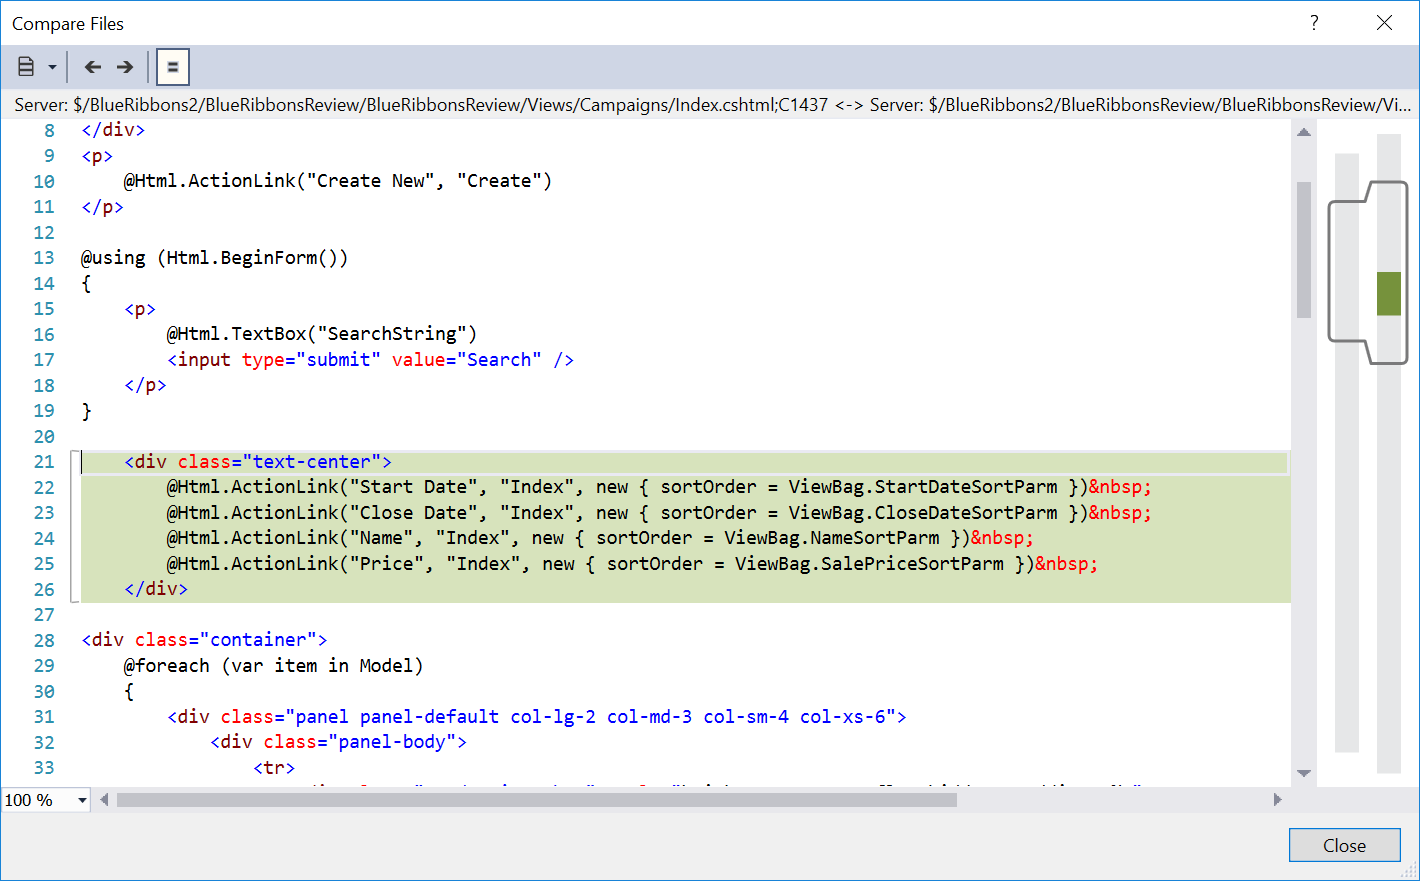 Compare Files
?
Server: $/BlueRibbons2/BlueRibbonsReview/BlueRibbonsReview/Views/Campaigns/Index.cshtml;C1437 <-> Server: $/BlueRibbons2/BlueRibbonsReview/BlueRibbonsReview/Vi...
8 </div>
9 <p>
10     @Html.ActionLink("Create New", "Create")
11 </p>
12
13 @using (Html.BeginForm())
14 {
15     <p>
16         @Html.TextBox("SearchString")
17         <input type="submit" value="Search" />
18     </p>
19 }
20
21     <div class="text-center">
22         @Html.ActionLink("Start Date", "Index", new { sortOrder = ViewBag.StartDateSortParm })&nbsp;
23         @Html.ActionLink("Close Date", "Index", new { sortOrder = ViewBag.CloseDateSortParm })&nbsp;
24         @Html.ActionLink("Name", "Index", new { sortOrder = ViewBag.NameSortParm })&nbsp;
25         @Html.ActionLink("Price", "Index", new { sortOrder = ViewBag.SalePriceSortParm })&nbsp;
26     </div>
27
28 <div class="container">
29     @foreach (var item in Model)
30     {
31         <div class="panel panel-default col-lg-2 col-md-3 col-sm-4 col-xs-6">
32             <div class="panel-body">
33                 <tr>
100 %
Close